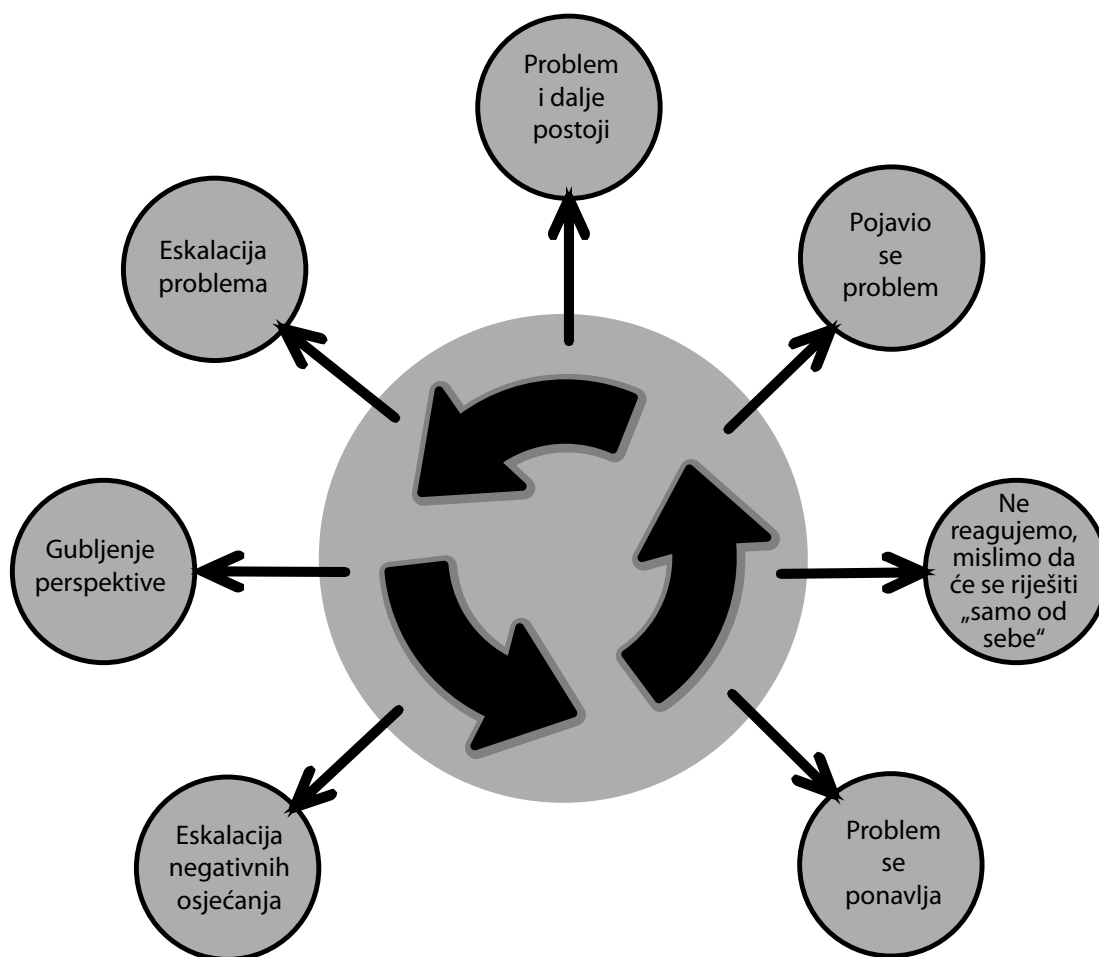 Problem
i dalje
postoji
Pojavio
se
problem
Ne
reagujemo,
mislimo da
će se riješiti
„samo od
sebe“
Problem
se
ponavlja
Eskalacija
negativnih
osjećanja
Gubljenje
perspektive
Eskalacija
problema